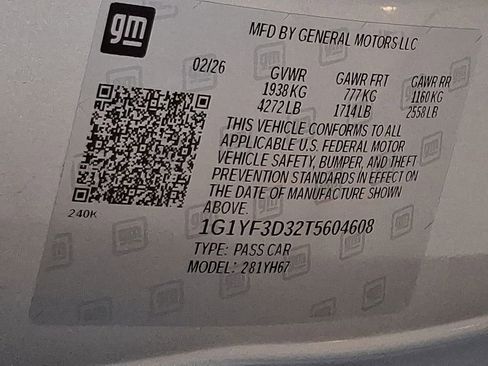 gm
MFD BY GENERAL MOTORS LLC
02/26 GVWR GAWR FRT GAWR RR
1938 KG 777 KG 1160 KG
4272 LB 1714 LB 2558 LB
THIS VEHICLE CONFORMS TO ALL
APPLICABLE U.S. FEDERAL MOTOR
VEHICLE SAFETY, BUMPER, AND THEFT
PREVENTION STANDARDS IN EFFECT ON
THE DATE OF MANUFACTURE SHOWN
ABOVE.
240K
1G1YF3D32T5604608
TYPE: PASS CAR
MODEL: 281YH67